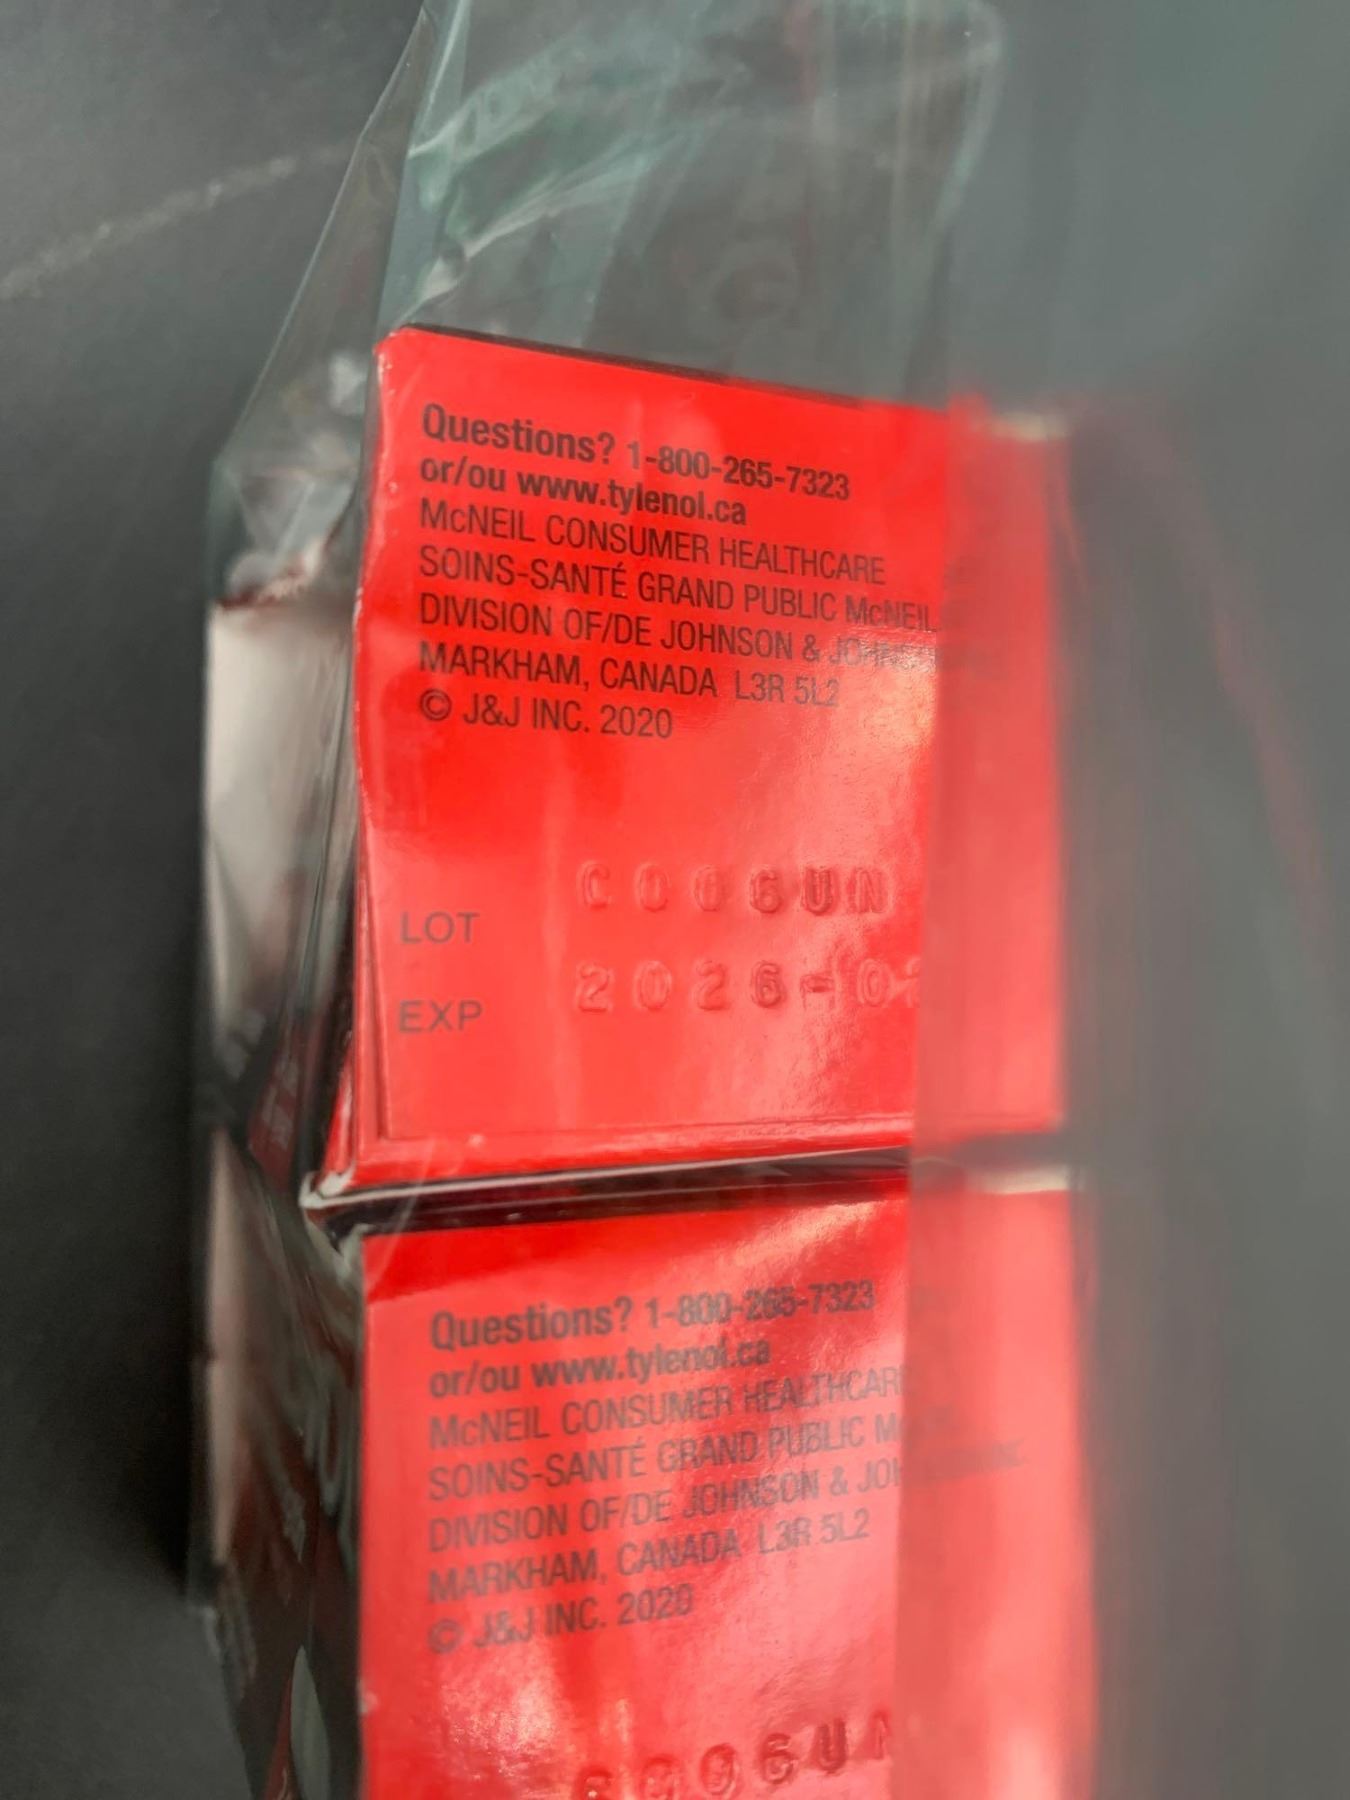 Questions? 1-800-265-7323
or/ou www.tylenol.ca
McNEIL CONSUMER HEALTHCARE
SOINS-SANTÉ GRAND PUBLIC McNEIL
DIVISION OF/DE JOHNSON &
MARKHAM, CANADA L3R 5L2
© J&J INC. 2020
LOT C006UN
EXP 2026-0
Questions? 1-800-265-7323
or/ou www.tylenol.ca
McNEIL CONSUMER HEALTHCAR
SOINS-SANTÉ GRAND PUBLIC
DIVISION OF/DE JOHNSON &
MARKHAM, CANADA L3R 5L2
© J&J INC. 2020